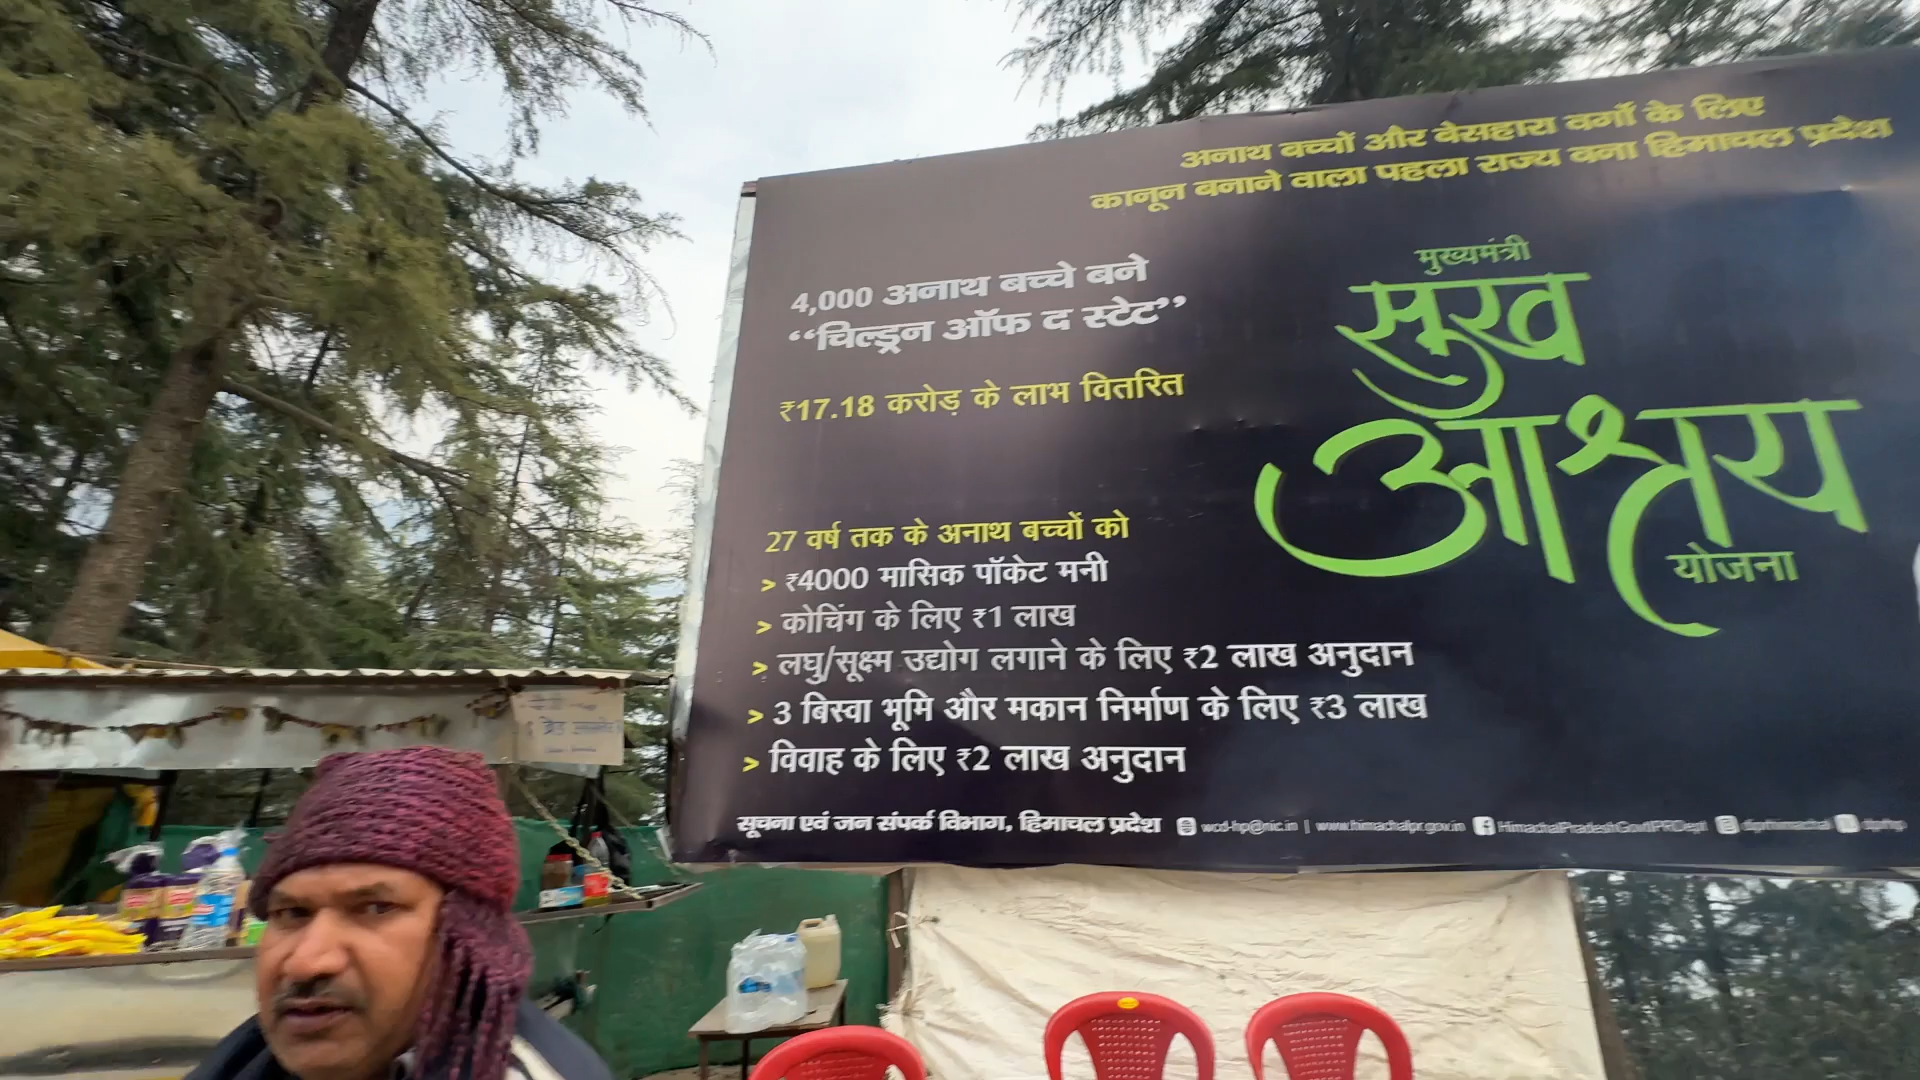 अनाथ बच्चों और बेसहारा वर्गों के लिए
कानून बनाने वाला पहला राज्य बना हिमाचल प्रदेश
4,000 अनाथ बच्चे बने
“चिल्ड्रन ऑफ द स्टेट”
₹17.18 करोड़ के लाभ वितरित
मुख्यमंत्री
सुख
आश्रय
योजना
27 वर्ष तक के अनाथ बच्चों को
> ₹4000 मासिक पॉकेट मनी
> कोचिंग के लिए ₹1 लाख
> लघु/सूक्ष्म उद्योग लगाने के लिए ₹2 लाख अनुदान
> 3 बिस्वा भूमि और मकान निर्माण के लिए ₹3 लाख
> विवाह के लिए ₹2 लाख अनुदान
सूचना एवं जन संपर्क विभाग, हिमाचल प्रदेश wcd-hp@nic.in | www.himachalpr.gov.in HimachalPradeshGovtIPRDept